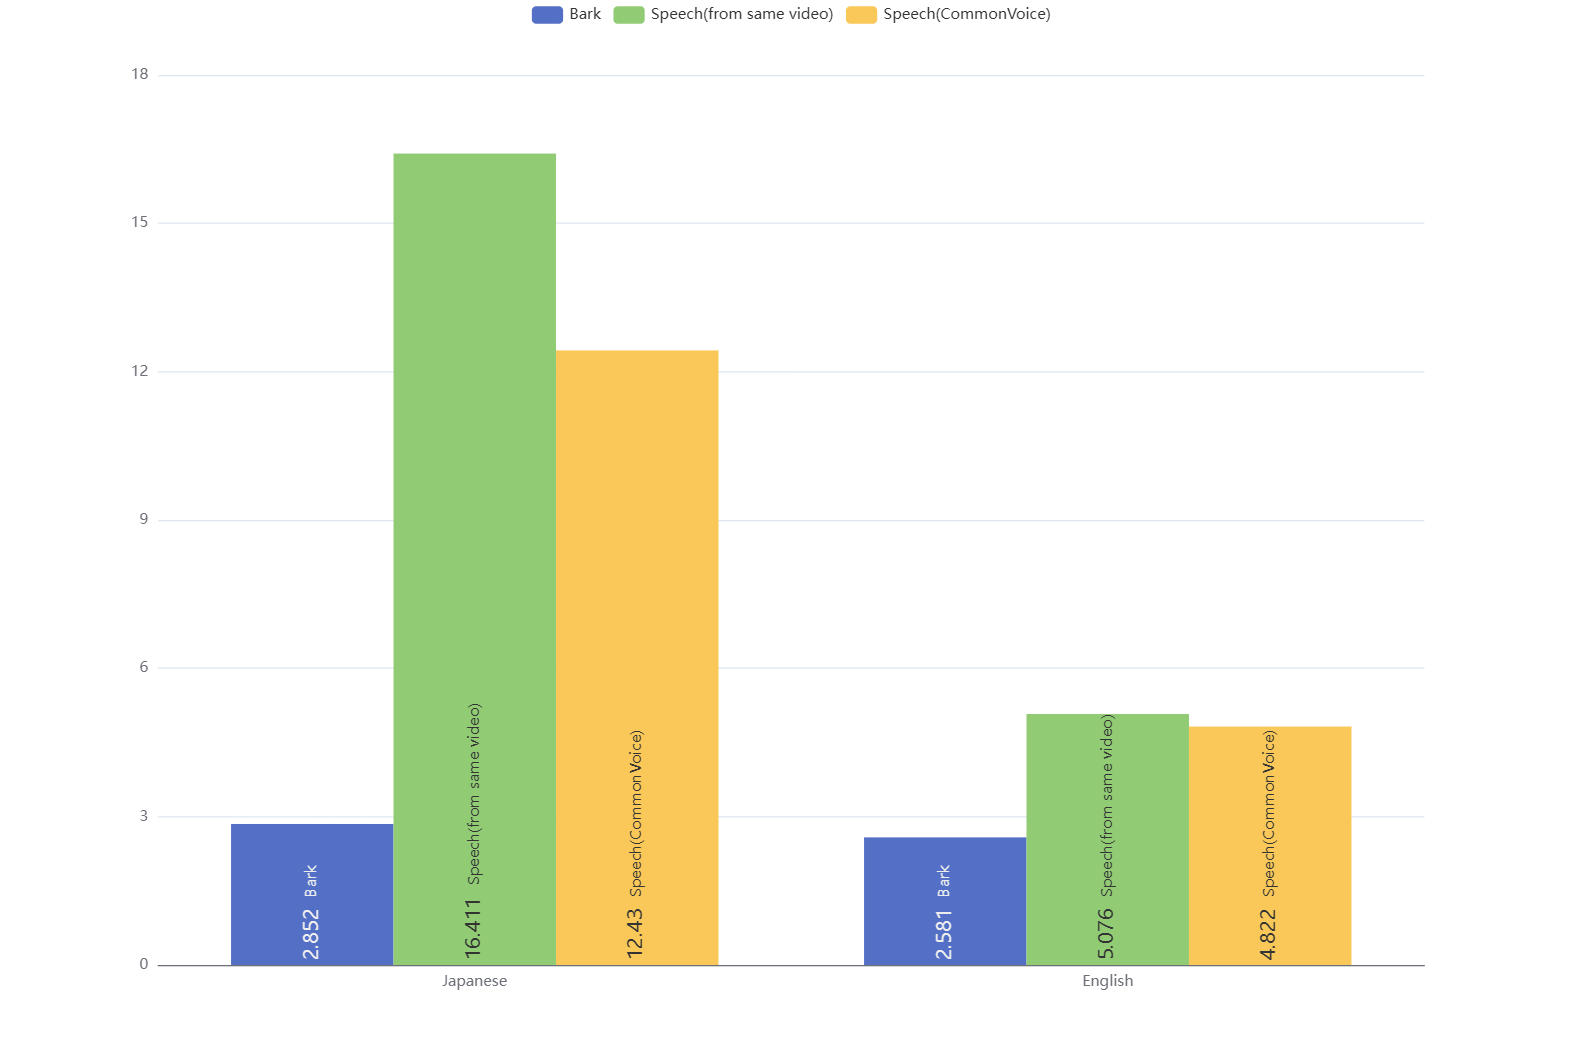 Bark Speech(from same video) Speech(CommonVoice)
18
15
12
9
6
3
0
2.852 Bark
16.411 Speech(from same video)
12.43 Speech(CommonVoice)
2.581 Bark
5.076 Speech(from same video)
4.822 Speech(CommonVoice)
Japanese English